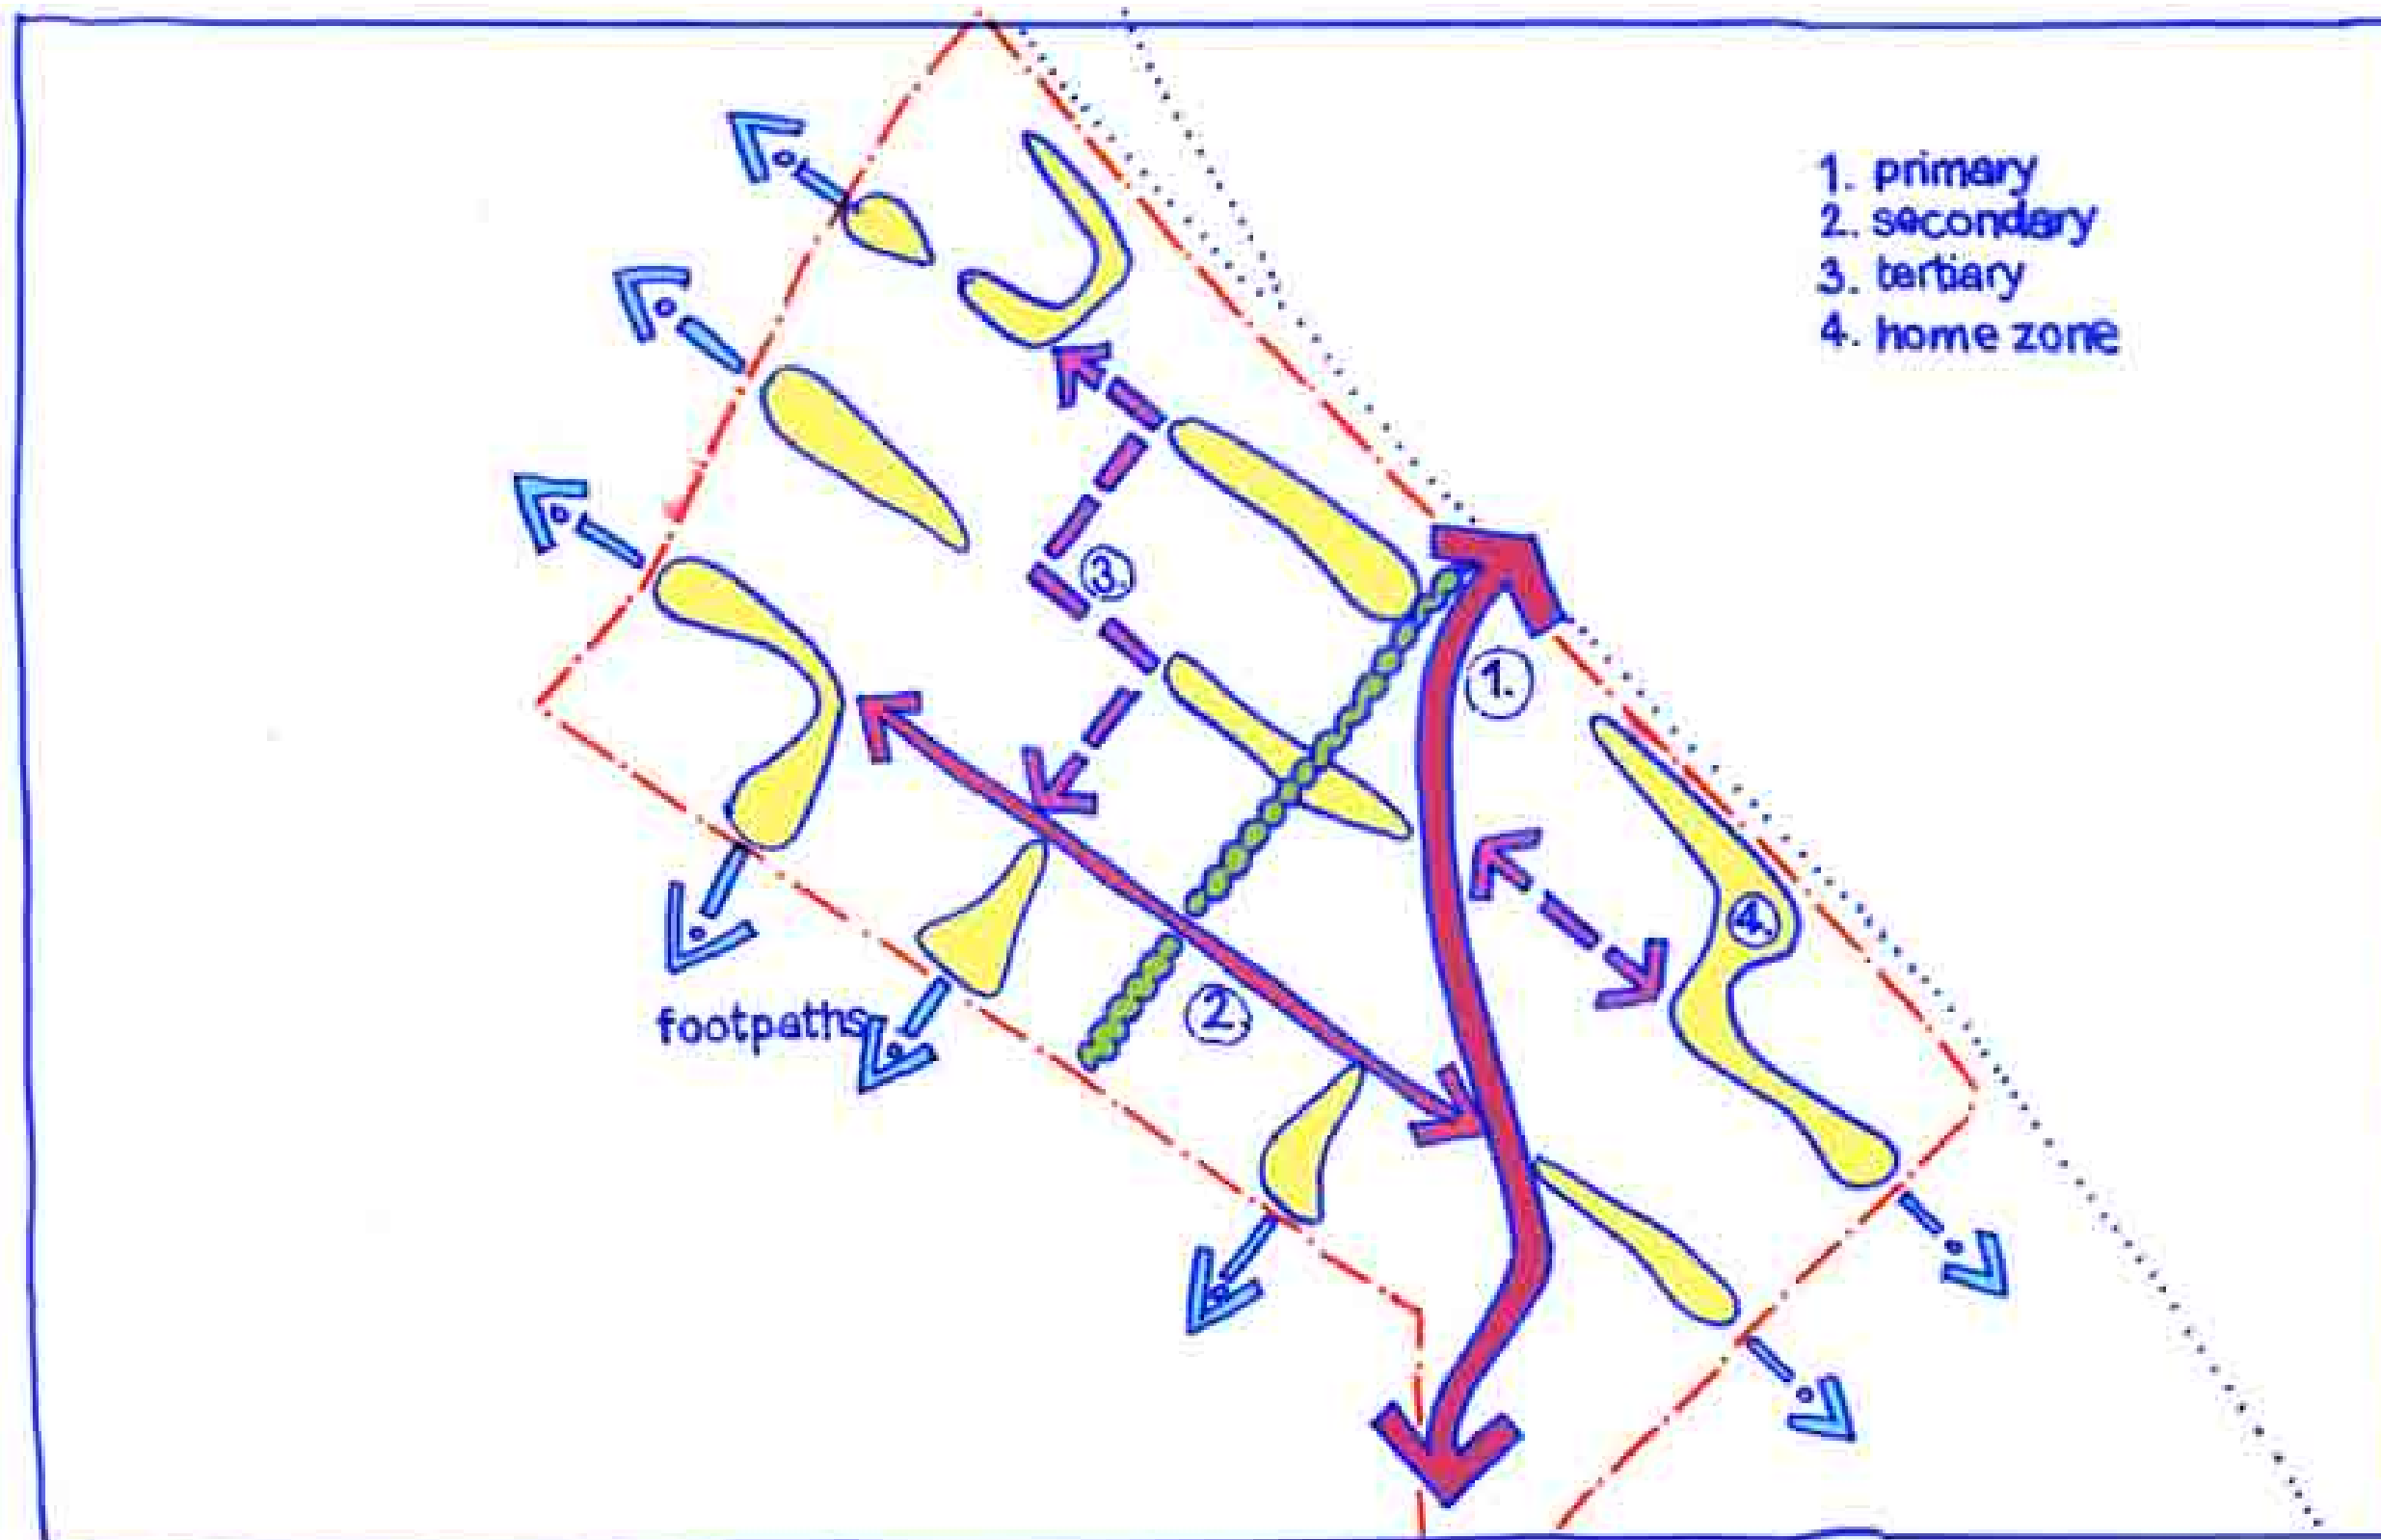 1. primary
2. secondary
3. tertiary
4. home zone
3.
1.
4.
2.
footpaths